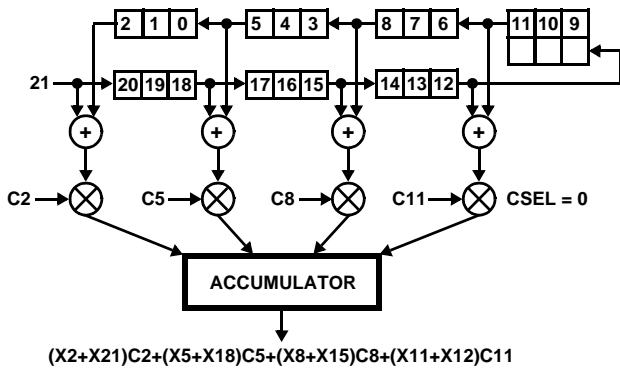 2 1 0 5 4 3 8 7 6 11 10 9
21 20 19 18 17 16 15 14 13 12
+ + + +
C2 C5 C8 C11 CSEL = 0
ACCUMULATOR
(X2+X21)C2+(X5+X18)C5+(X8+X15)C8+(X11+X12)C11